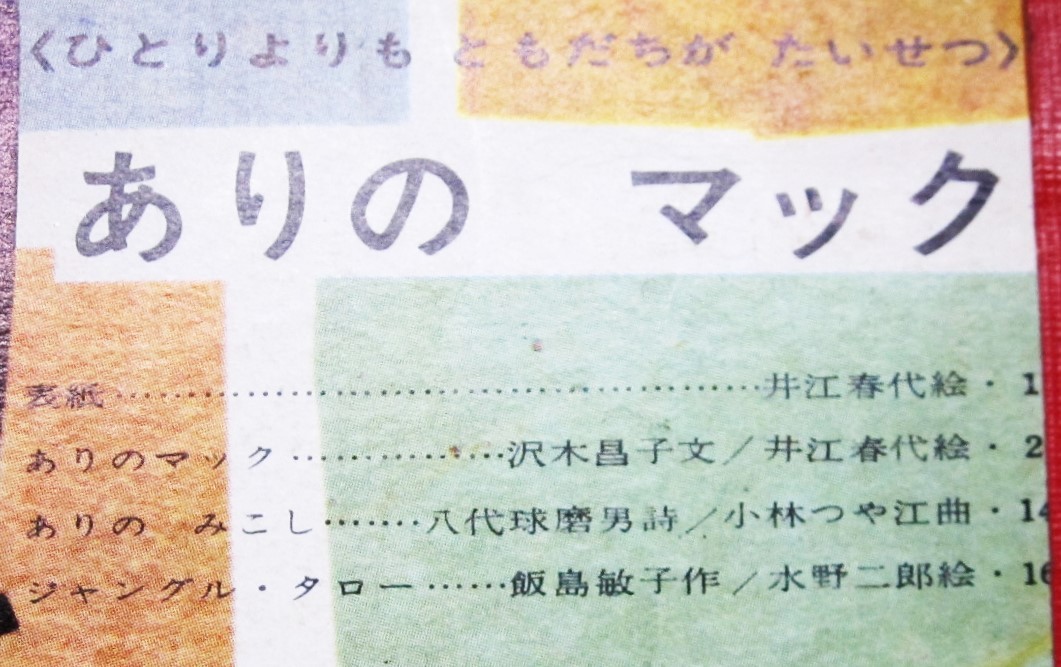 〈ひとりよりも ともだちが たいせつ〉
ありの マック
表紙……………………………………井江春代絵・1
ありのマック………………沢木昌子文／井江春代絵・2
ありの みこし……八代球磨男詩／小林つや江曲・14
ジャングル・タロー……飯島敏子作／水野二郎絵・16